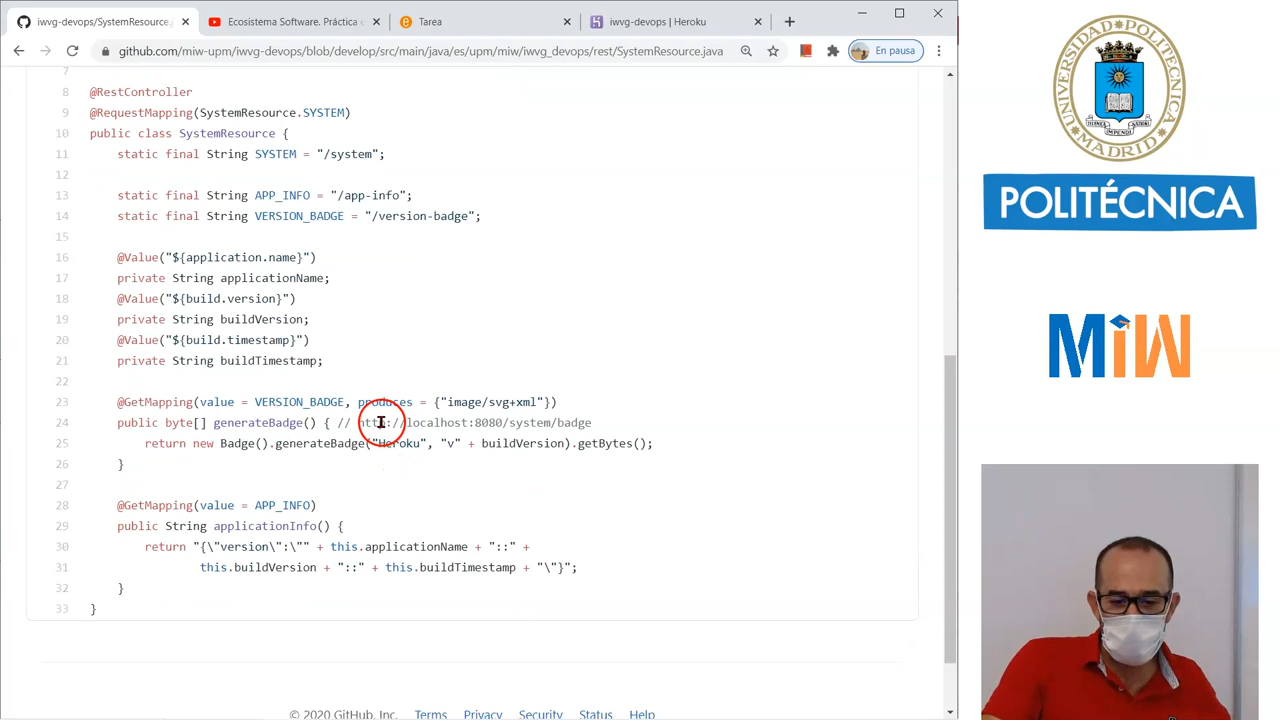 iwvg-devops/SystemResource.
Ecosistema Software. Práctica e
Tarea
iwvg-devops | Heroku
github.com/miw-upm/iwvg-devops/blob/develop/src/main/java/es/upm/miw/iwvg_devops/rest/SystemResource.java
En pausa
7
8 @RestController
9 @RequestMapping(SystemResource.SYSTEM)
10 public class SystemResource {
11 static final String SYSTEM = "/system";
12
13 static final String APP_INFO = "/app-info";
14 static final String VERSION_BADGE = "/version-badge";
15
16 @Value("${application.name}")
17 private String applicationName;
18 @Value("${build.version}")
19 private String buildVersion;
20 @Value("${build.timestamp}")
21 private String buildTimestamp;
22
23 @GetMapping(value = VERSION_BADGE, produces = {"image/svg+xml"})
24 public byte[] generateBadge() { // http://localhost:8080/system/badge
25 return new Badge().generateBadge("Heroku", "v" + buildVersion).getBytes();
26 }
27
28 @GetMapping(value = APP_INFO)
29 public String applicationInfo() {
30 return "{\"version\":\"" + this.applicationName + "::" +
31 this.buildVersion + "::" + this.buildTimestamp + "\"}";
32 }
33 }
© 2020 GitHub, Inc. Terms Privacy Security Status Help
UNIVERSIDAD POLITÉCNICA
DE MADRID
POLITÉCNICA
MiW